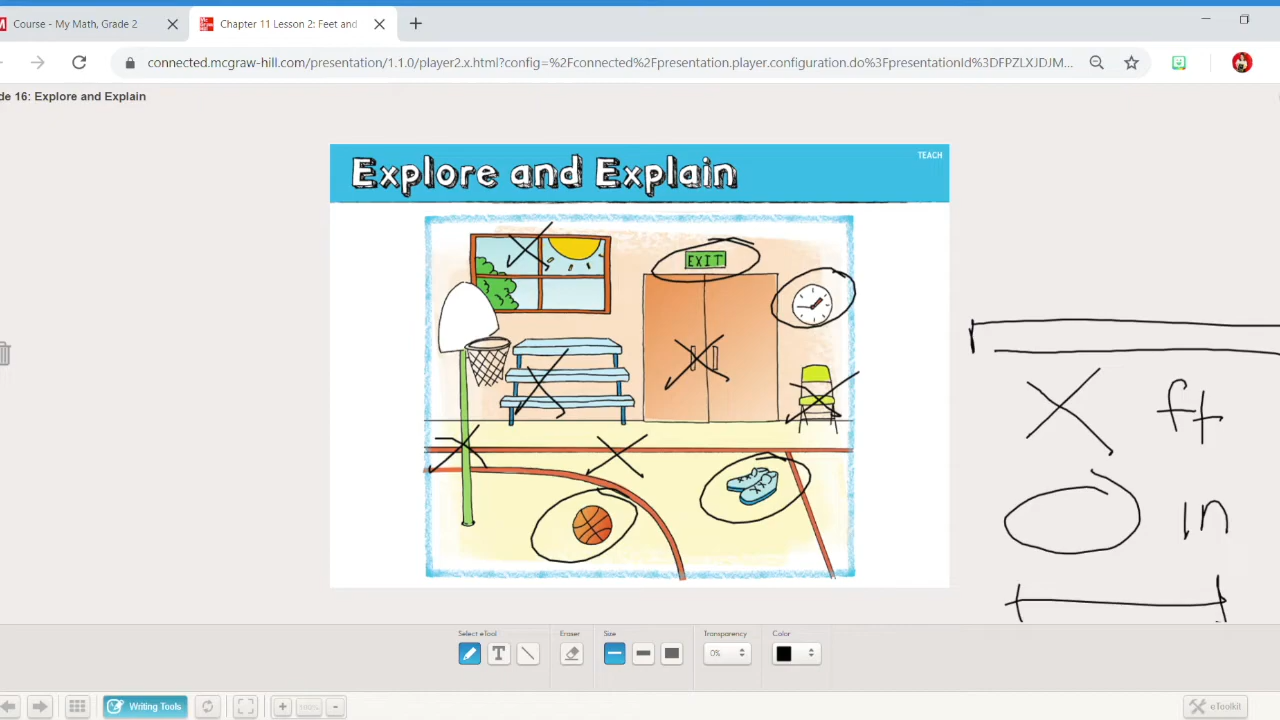 Course - My Math, Grade 2
Chapter 11 Lesson 2: Feet and
connected.mcgraw-hill.com/presentation/1.1.0/player2.x.html?config=%2Fconnected%2Fpresentation.player.configuration.do%3FpresentationId%3DFPZLXJDJM...
de 16: Explore and Explain
TEACH
Explore and Explain
EXIT
X ft
in
Select eTool
Eraser
Size
Transparency
Color
T
0%
Writing Tools
100%
eToolkit